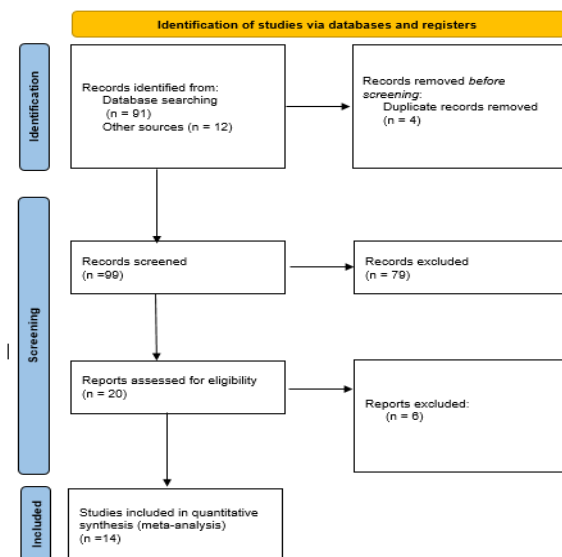 Identification of studies via databases and registers
Identification
Records identified from:
Database searching
(n = 91)
Other sources (n = 12)
Records removed before
screening:
Duplicate records removed
(n = 4)
Screening
Records screened
(n =99)
Records excluded
(n = 79)
Reports assessed for eligibility
(n = 20)
Reports excluded:
(n = 6)
Included
Studies included in quantitative
synthesis (meta-analysis)
(n =14)